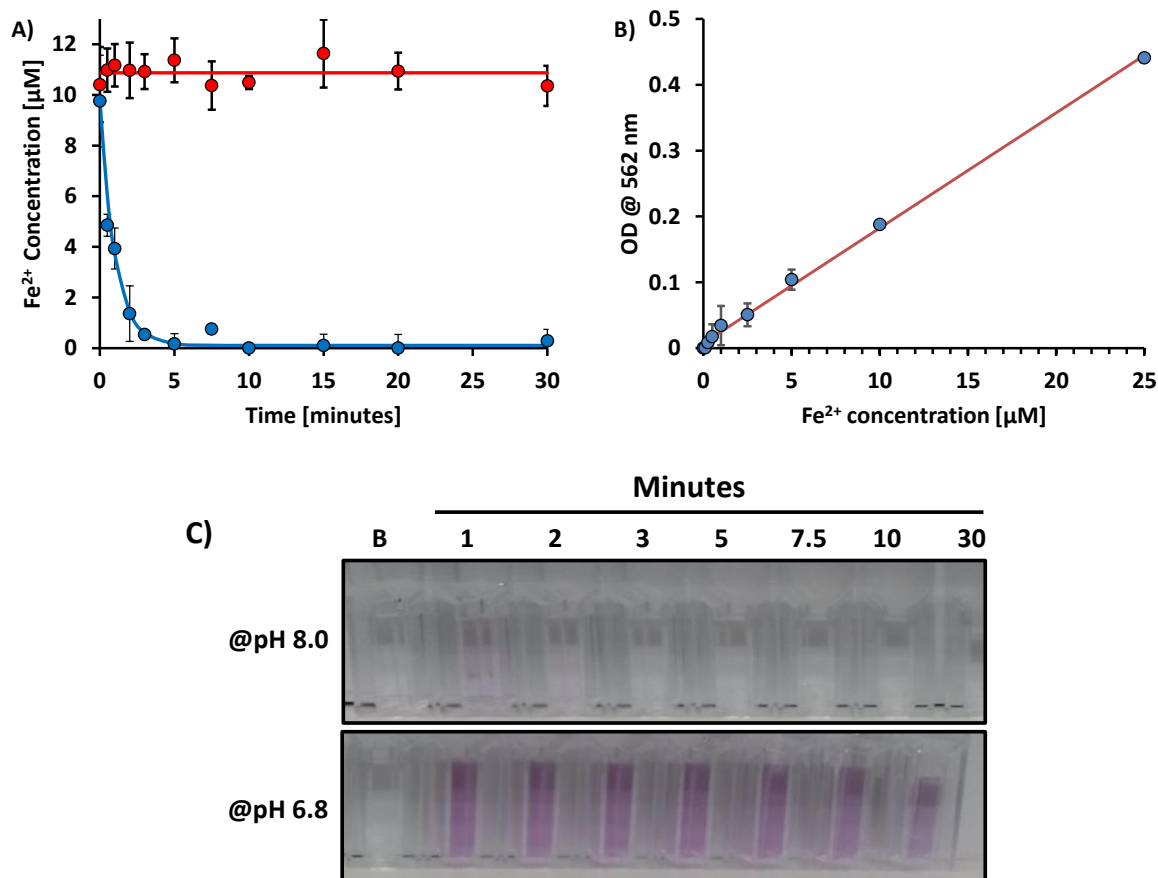 A)
12
10
8
6
4
2
0
Fe²⁺ Concentration [µM]
0 5 10 15 20 25 30
Time [minutes]
B)
0.5
0.4
0.3
0.2
0.1
0
OD @ 562 nm
0 5 10 15 20 25
Fe²⁺ concentration [µM]
C)
Minutes
B 1 2 3 5 7.5 10 30
@pH 8.0
@pH 6.8